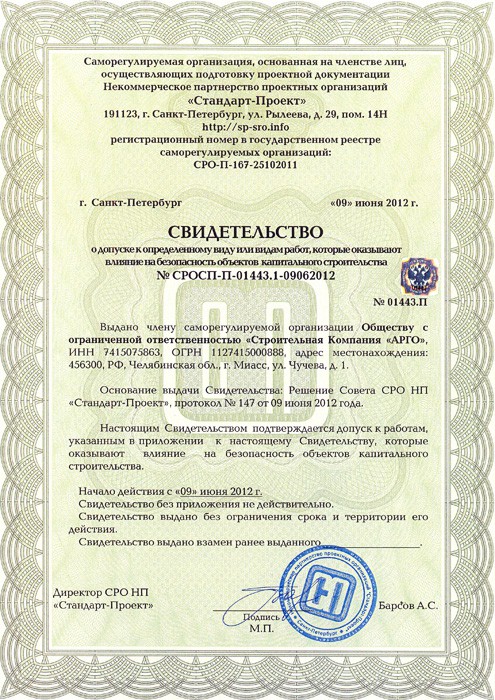 Саморегулируемая организация, основанная на членстве лиц,
осуществляющих подготовку проектной документации
Некоммерческое партнерство проектных организаций
«Стандарт-Проект»
191123, г. Санкт-Петербург, ул. Рылеева, д. 29, пом. 14Н
http://sp-sro.info
регистрационный номер в государственном реестре
саморегулируемых организаций:
СРО-П-167-25102011
г. Санкт-Петербург «09» июня 2012 г.
СВИДЕТЕЛЬСТВО
о допуске к определенному виду или видам работ, которые оказывают
влияние на безопасность объектов капитального строительства
№ СРОСП-П-01443.1-09062012
№ 01443.П
Выдано члену саморегулируемой организации Обществу с
ограниченной ответственностью «Строительная Компания «АРГО»,
ИНН 7415075863, ОГРН 1127415000888, адрес местонахождения:
456300, РФ, Челябинская обл., г. Миасс, ул. Чучева, д. 1.
Основание выдачи Свидетельства: Решение Совета СРО НП
«Стандарт-Проект», протокол № 147 от 09 июня 2012 года.
Настоящим Свидетельством подтверждается допуск к работам,
указанным в приложении к настоящему Свидетельству, которые
оказывают влияние на безопасность объектов капитального
строительства.
Начало действия с «09» июня 2012 г.
Свидетельство без приложения не действительно.
Свидетельство выдано без ограничения срока и территории его
действия.
Свидетельство выдано взамен ранее выданного
Директор СРО НП
«Стандарт-Проект» Барсов А.С.
Подпись
М.П.
Санкт-Петербург